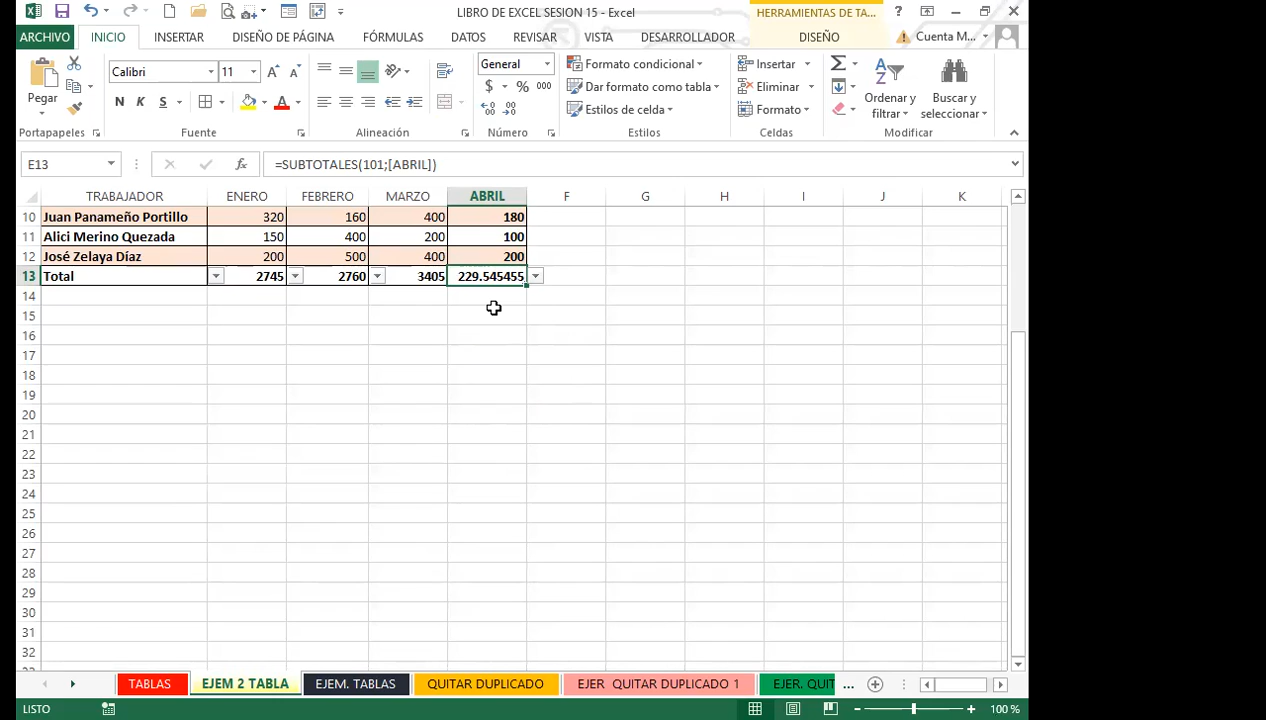 LIBRO DE EXCEL SESION 15 - Excel
HERRAMIENTAS DE TA...
ARCHIVO INICIO INSERTAR DISEÑO DE PÁGINA FÓRMULAS DATOS REVISAR VISTA DESARROLLADOR DISEÑO Cuenta M...
Pegar
Calibri 11
N K S
General
$ % 000
Formato condicional
Dar formato como tabla
Estilos de celda
Insertar
Eliminar
Formato
Ordenar y filtrar
Buscar y seleccionar
Portapapeles Fuente Alineación Número Estilos Celdas Modificar
E13 =SUBTOTALES(101;[ABRIL])
TRABAJADOR ENERO FEBRERO MARZO ABRIL F G H I J K
10 Juan Panameño Portillo 320 160 400 180
11 Alici Merino Quezada 150 400 200 100
12 José Zelaya Díaz 200 500 400 200
13 Total 2745 2760 3405 229.545455
14
15
16
17
18
19
20
21
22
23
24
25
26
27
28
29
30
31
32
TABLAS EJEM 2 TABLA EJEM. TABLAS QUITAR DUPLICADO EJER QUITAR DUPLICADO 1 EJER. QUIT ...
LISTO 100 %